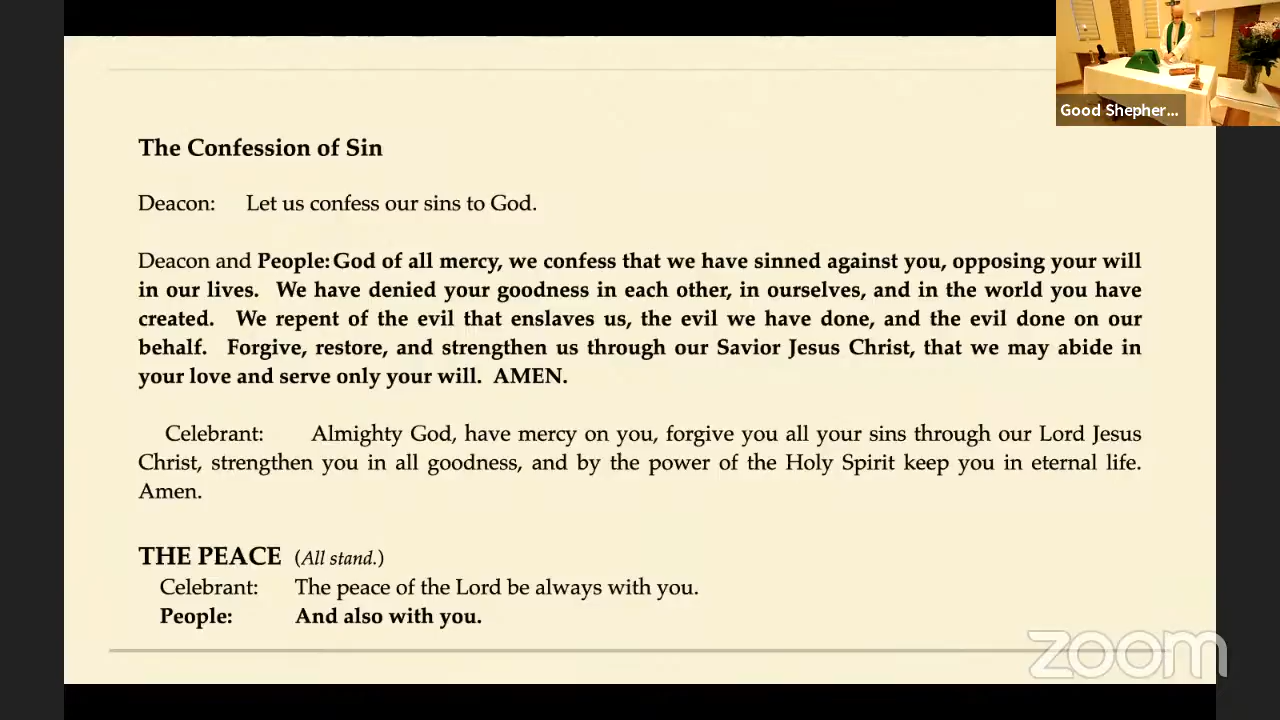 Good Shepher...
The Confession of Sin
Deacon: Let us confess our sins to God.
Deacon and People: God of all mercy, we confess that we have sinned against you, opposing your will
in our lives. We have denied your goodness in each other, in ourselves, and in the world you have
created. We repent of the evil that enslaves us, the evil we have done, and the evil done on our
behalf. Forgive, restore, and strengthen us through our Savior Jesus Christ, that we may abide in
your love and serve only your will. AMEN.
Celebrant: Almighty God, have mercy on you, forgive you all your sins through our Lord Jesus
Christ, strengthen you in all goodness, and by the power of the Holy Spirit keep you in eternal life.
Amen.
THE PEACE (All stand.)
Celebrant: The peace of the Lord be always with you.
People: And also with you.
zoom